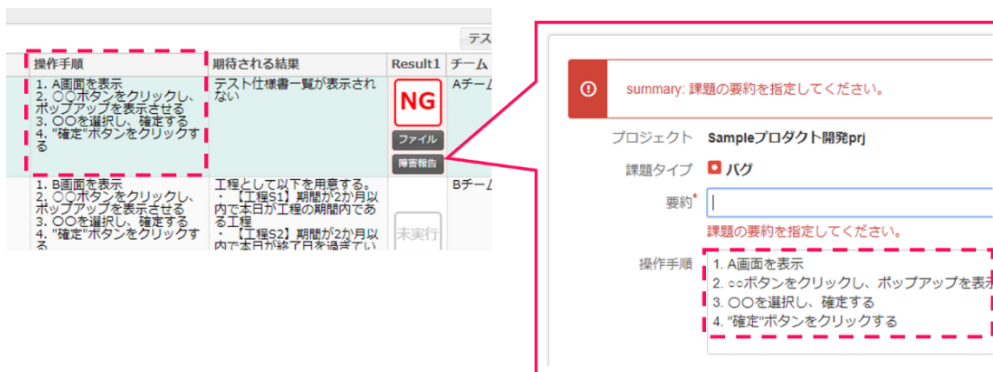 テス
操作手順
期待される結果
Result1
チーム
1. A画面を表示
2. 〇〇ボタンをクリックし、
ポップアップを表示させる
3. 〇〇を選択し、確定する
4. "確定"ボタンをクリックす
る
テスト仕様書一覧が表示され
ない
NG
ファイル
障害報告
Aチーム
1. B画面を表示
2. 〇〇ボタンをクリックし、
ポップアップを表示させる
3. 〇〇を選択し、確定する
4. "確定"ボタンをクリックす
る
工程として以下を用意する。
・ 【工程S1】期間が2か月以
内で本日が工程の期間内であ
る工程
・ 【工程S2】期間が2か月以
内で本日が終了日を過ぎてい
未実行
Bチーム
summary: 課題の要約を指定してください。
プロジェクト Sampleプロダクト開発prj
課題タイプ バグ
要約*
課題の要約を指定してください。
操作手順
1. A画面を表示
2. ○○ボタンをクリックし、ポップアップを表示
3. 〇〇を選択し、確定する
4. "確定"ボタンをクリックする